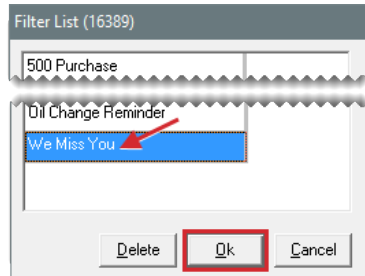 Filter List (16389)
500 Purchase
Oil Change Reminder
We Miss You
Delete Ok Cancel